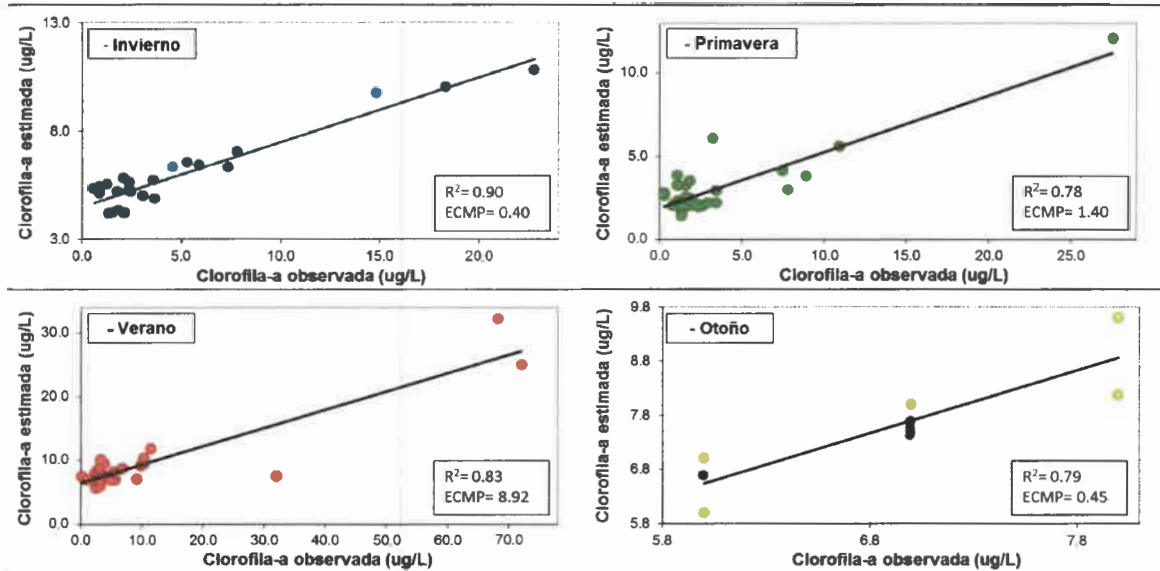 - Invierno
Clorofila-a estimada (ug/L)
13.0
8.0
3.0
R²= 0.90
ECMP= 0.40
0.0 5.0 10.0 15.0 20.0
Clorofila-a observada (ug/L)
- Primavera
Clorofila-a estimada (ug/L)
10.0
5.0
0.0
R²= 0.78
ECMP= 1.40
0.0 5.0 10.0 15.0 20.0 25.0
Clorofila-a observada (ug/L)
- Verano
Clorofila-a estimada (ug/L)
30.0
20.0
10.0
0.0
R²= 0.83
ECMP= 8.92
0.0 10.0 20.0 30.0 40.0 50.0 60.0 70.0
Clorofila-a observada (ug/L)
- Otoño
Clorofila-a estimada (ug/L)
9.8
8.8
7.8
6.8
5.8
R²= 0.79
ECMP= 0.45
5.8 6.8 7.8
Clorofila-a observada (ug/L)